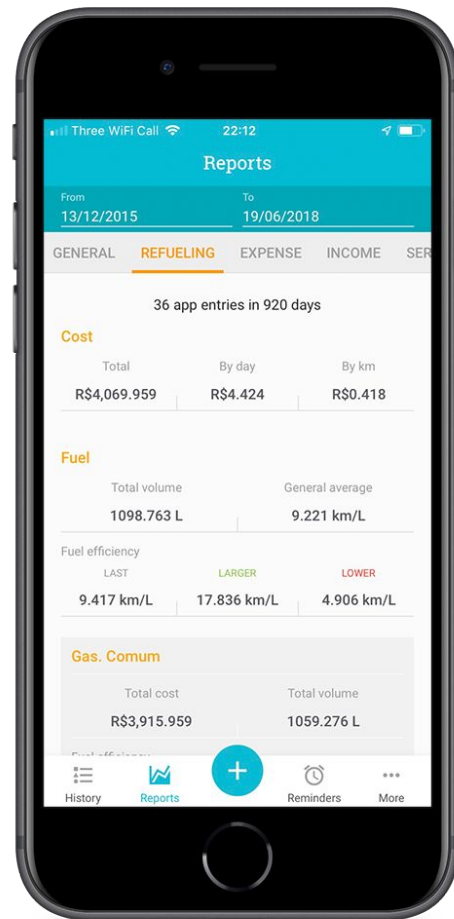 Three WiFi Call 22:12
Reports
From To
13/12/2015 19/06/2018
GENERAL REFUELING EXPENSE INCOME SER
36 app entries in 920 days
Cost
Total By day By km
R$4,069.959 R$4.424 R$0.418
Fuel
Total volume General average
1098.763 L 9.221 km/L
Fuel efficiency
LAST LARGER LOWER
9.417 km/L 17.836 km/L 4.906 km/L
Gas. Comum
Total cost Total volume
R$3,915.959 1059.276 L
Fuel efficiency
+
History Reports Reminders More